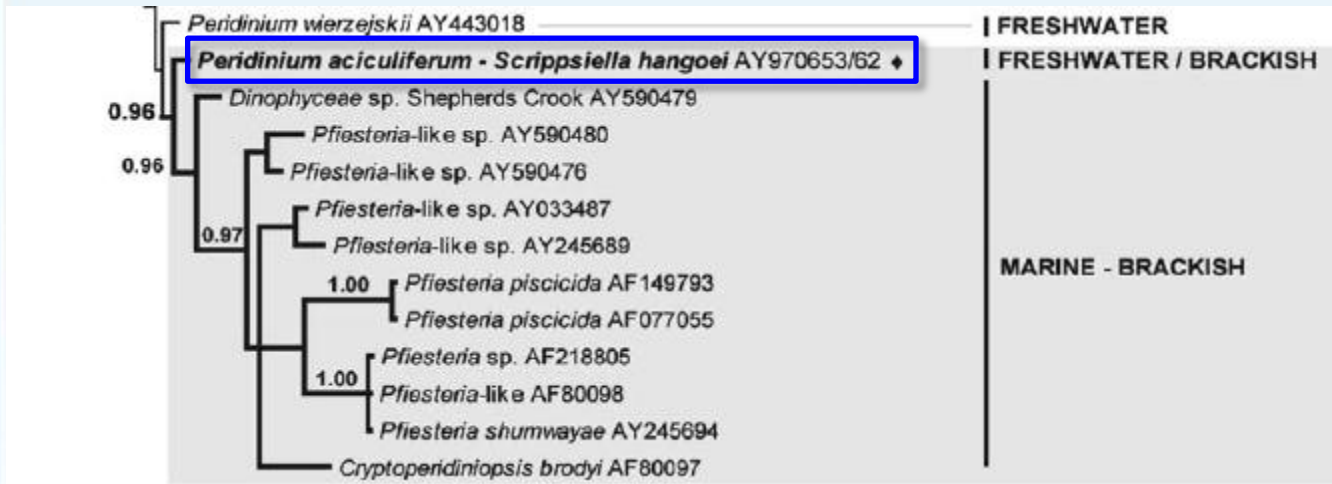 Peridinium wierzejskii AY443018
FRESHWATER
Peridinium aciculiferum - Scrippsiella hangoei AY970653/62 ♦
FRESHWATER / BRACKISH
Dinophyceae sp. Shepherds Crook AY590479
0.96
Pfiesteria-like sp. AY590480
0.96
Pfiesteria-like sp. AY590476
Pfiesteria-like sp. AY033487
0.97
Pfiesteria-like sp. AY245689
MARINE - BRACKISH
1.00
Pfiesteria piscicida AF149793
Pfiesteria piscicida AF077055
Pfiesteria sp. AF218805
1.00
Pfiesteria-like AF80098
Pfiesteria shumwayae AY245694
Cryptoperidiniopsis brodyi AF80097